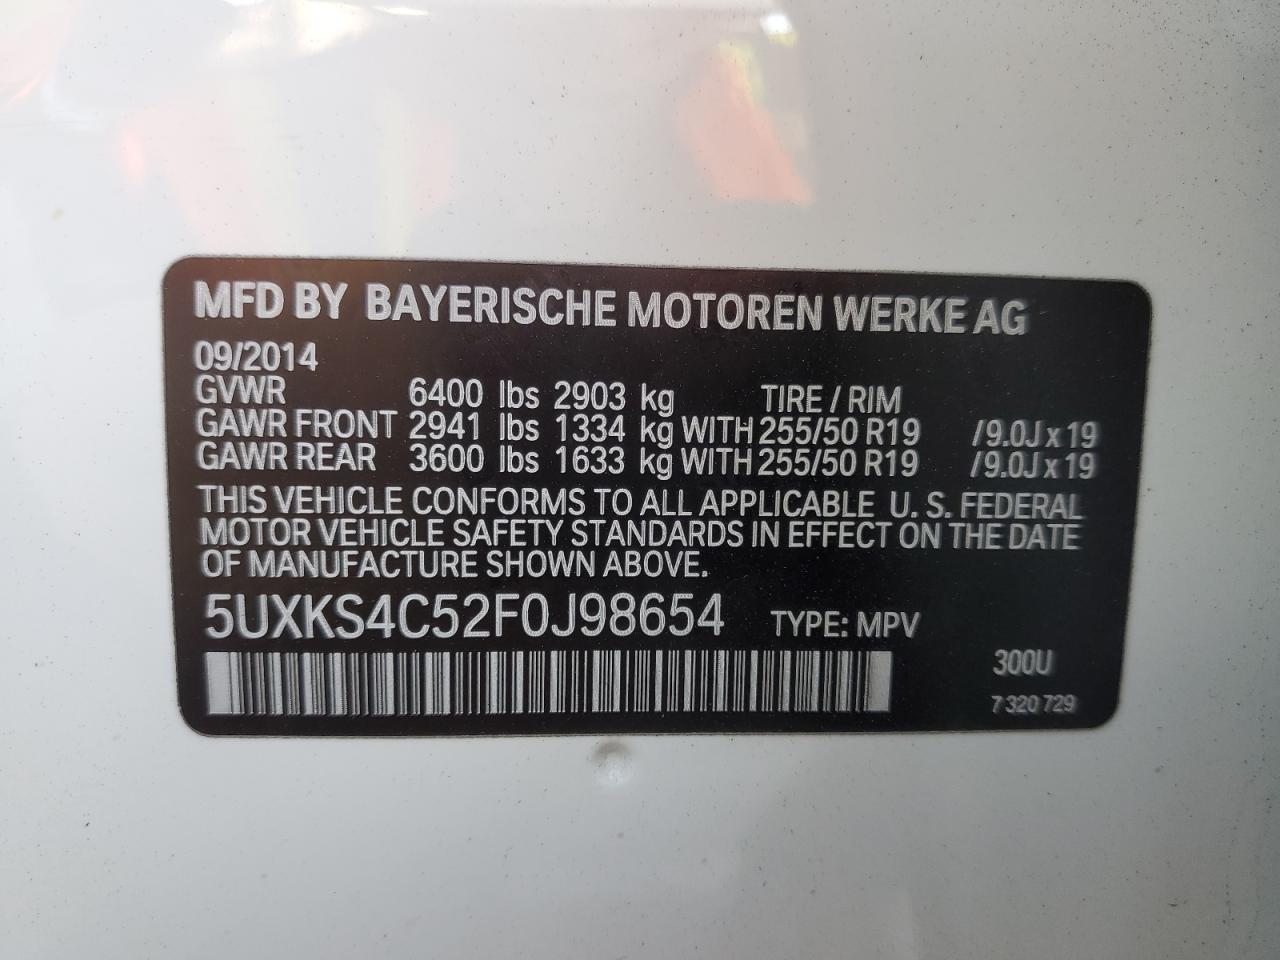 MFD BY BAYERISCHE MOTOREN WERKE AG
09/2014
GVWR 6400 lbs 2903 kg TIRE / RIM
GAWR FRONT 2941 lbs 1334 kg WITH 255/50 R19 /9.0J x 19
GAWR REAR 3600 lbs 1633 kg WITH 255/50 R19 /9.0J x 19
THIS VEHICLE CONFORMS TO ALL APPLICABLE U. S. FEDERAL
MOTOR VEHICLE SAFETY STANDARDS IN EFFECT ON THE DATE
OF MANUFACTURE SHOWN ABOVE.
5UXKS4C52F0J98654 TYPE: MPV
300U
7 320 729